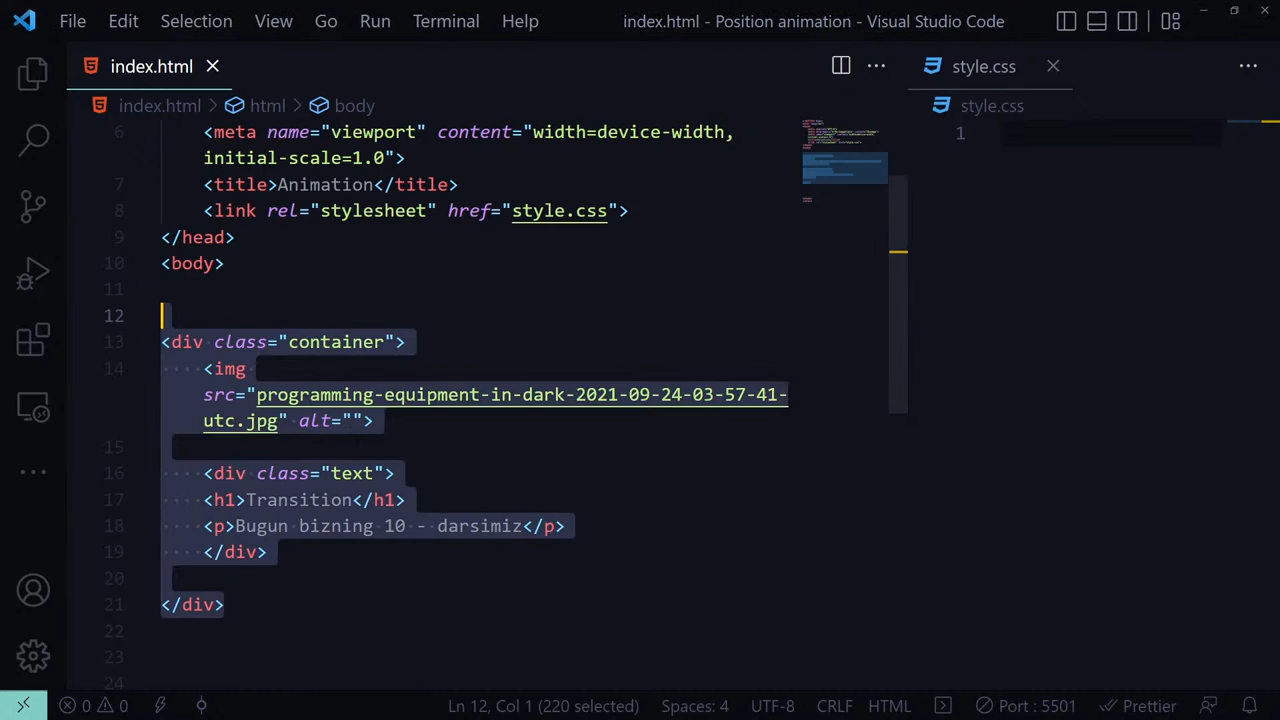 File Edit Selection View Go Run Terminal Help index.html - Position animation - Visual Studio Code
index.html
style.css
index.html > html > body
style.css
6 <meta name="viewport" content="width=device-width,
initial-scale=1.0">
7 <title>Animation</title>
8 <link rel="stylesheet" href="style.css">
9 </head>
10 <body>
11
12
13 <div class="container">
14 <img
src="programming-equipment-in-dark-2021-09-24-03-57-41-
utc.jpg" alt="">
15
16 <div class="text">
17 <h1>Transition</h1>
18 <p>Bugun bizning 10 - darsimiz</p>
19 </div>
20
21 </div>
22
23
24
1
0 0 Ln 12, Col 1 (220 selected) Spaces: 4 UTF-8 CRLF HTML Port : 5501 Prettier